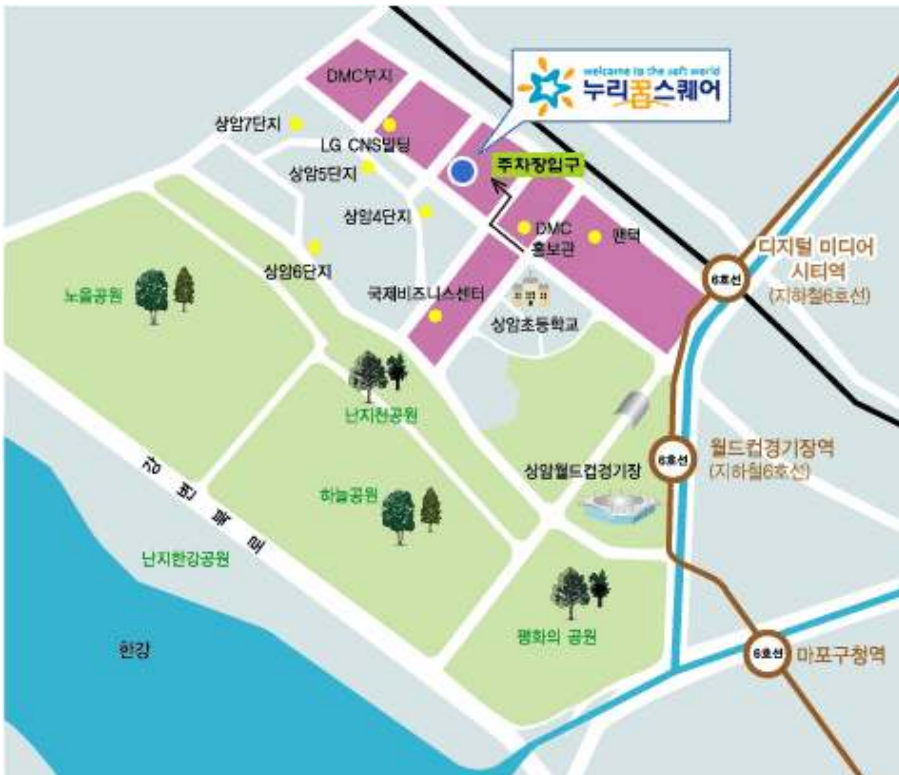 welcome to the soft world
누리꿈스퀘어
DMC부지
상암7단지
LG CNS빌딩
상암5단지
주차장입구
상암4단지
DMC
홍보관
팬택
상암6단지
디지털 미디어
시티역
(지하철6호선)
6호선
노을공원
국제비즈니스센터
상암초등학교
난지천공원
월드컵경기장역
(지하철6호선)
6호선
상암월드컵경기장
강변북로
하늘공원
난지한강공원
평화의 공원
한강
6호선
마포구청역